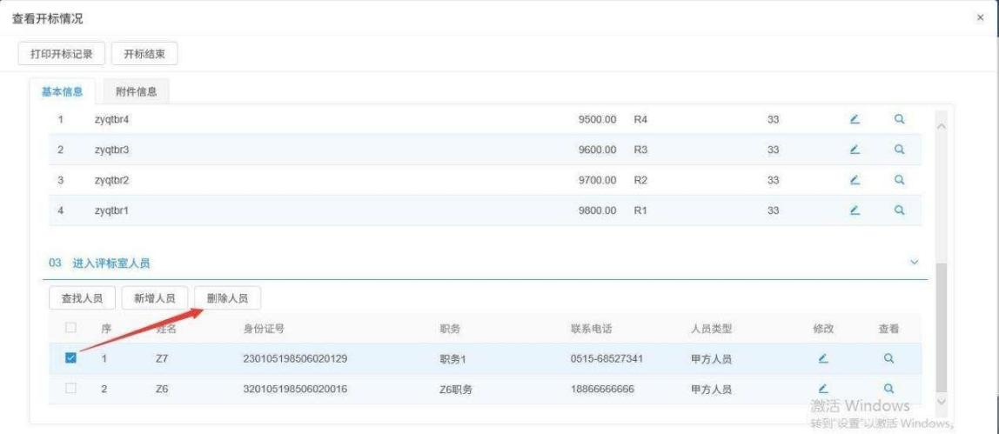 查看开标情况 ×
打印开标记录 开标结束
基本信息 附件信息
1 zyqtbr4 9500.00 R4 33
2 zyqtbr3 9600.00 R3 33
3 zyqtbr2 9700.00 R2 33
4 zyqtbr1 9800.00 R1 33
03 进入评标室人员
查找人员 新增人员 删除人员
序 姓名 身份证号 职务 联系电话 人员类型 修改 查看
1 Z7 230105198506020129 职务1 0515-68527341 甲方人员
2 Z6 320105198506020016 Z6职务 18866666666 甲方人员
激活 Windows
转到"设置"以激活 Windows。